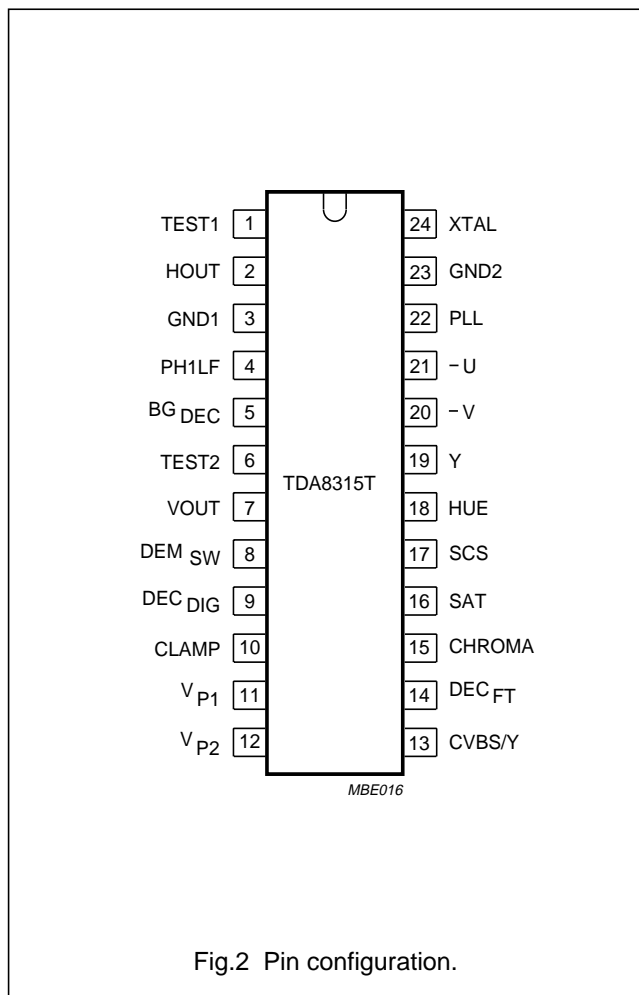 TEST1 1 24 XTAL
HOUT 2 23 GND2
GND1 3 22 PLL
PH1LF 4 21 −U
BG DEC 5 20 −V
TEST2 6 19 Y
TDA8315T
VOUT 7 18 HUE
DEM SW 8 17 SCS
DEC DIG 9 16 SAT
CLAMP 10 15 CHROMA
V P1 11 14 DEC FT
V P2 12 13 CVBS/Y
MBE016
Fig.2 Pin configuration.